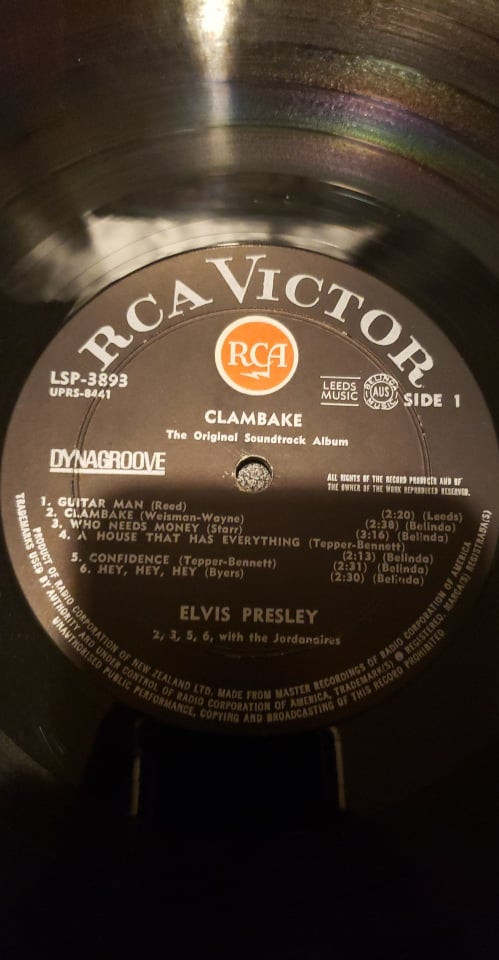 RCA VICTOR
RCA
LSP-3893
UPRS-8441
LEEDS MUSIC
BELINDA AUS MUSIC
SIDE 1
CLAMBAKE
The Original Soundtrack Album
DYNAGROOVE
ALL RIGHTS OF THE RECORD PRODUCER AND OF
THE OWNER OF THE WORK REPRODUCED RESERVED.
1. GUITAR MAN (Reed) (2:20) (Leeds)
2. CLAMBAKE (Weisman-Wayne) (2:38) (Belinda)
3. WHO NEEDS MONEY (Starr) (3:16) (Belinda)
4. A HOUSE THAT HAS EVERYTHING (Tepper-Bennett)
(2:13) (Belinda)
5. CONFIDENCE (Tepper-Bennett) (2:31) (Belinda)
6. HEY, HEY, HEY (Byers) (2:30) (Belinda)
ELVIS PRESLEY
2, 3, 5, 6, with the Jordanaires
PRODUCT OF RADIO CORPORATION OF NEW ZEALAND LTD. MADE FROM MASTER RECORDINGS OF RADIO CORPORATION OF AMERICA
TRADEMARKS USED BY AUTHORITY AND UNDER CONTROL OF RADIO CORPORATION OF AMERICA, TRADEMARK(S) ® REGISTERED, MARCA(S) REGISTRADA(S)
UNAUTHORISED PUBLIC PERFORMANCE, COPYING AND BROADCASTING OF THIS RECORD PROHIBITED